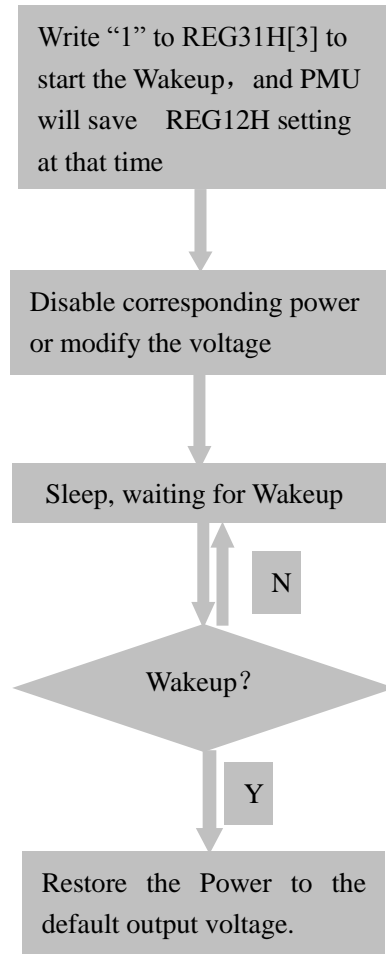 Write “1” to REG31H[3] to
start the Wakeup，and PMU
will save REG12H setting
at that time
Disable corresponding power
or modify the voltage
Sleep, waiting for Wakeup
N
Wakeup？
Y
Restore the Power to the
default output voltage.